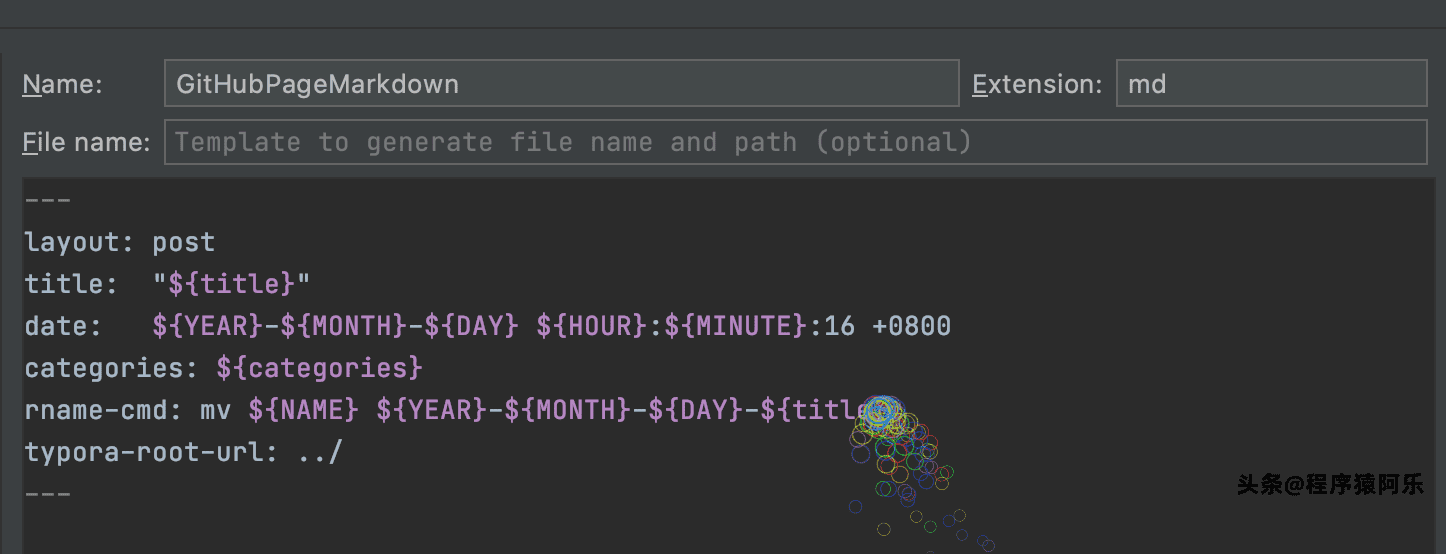 Name: GitHubPageMarkdown Extension: md
File name: Template to generate file name and path (optional)
---
layout: post
title:  "${title}"
date:   ${YEAR}-${MONTH}-${DAY} ${HOUR}:${MINUTE}:16 +0800
categories: ${categories}
rname-cmd: mv ${NAME} ${YEAR}-${MONTH}-${DAY}-${titl
typora-root-url: ../
---
头条@程序猿阿乐